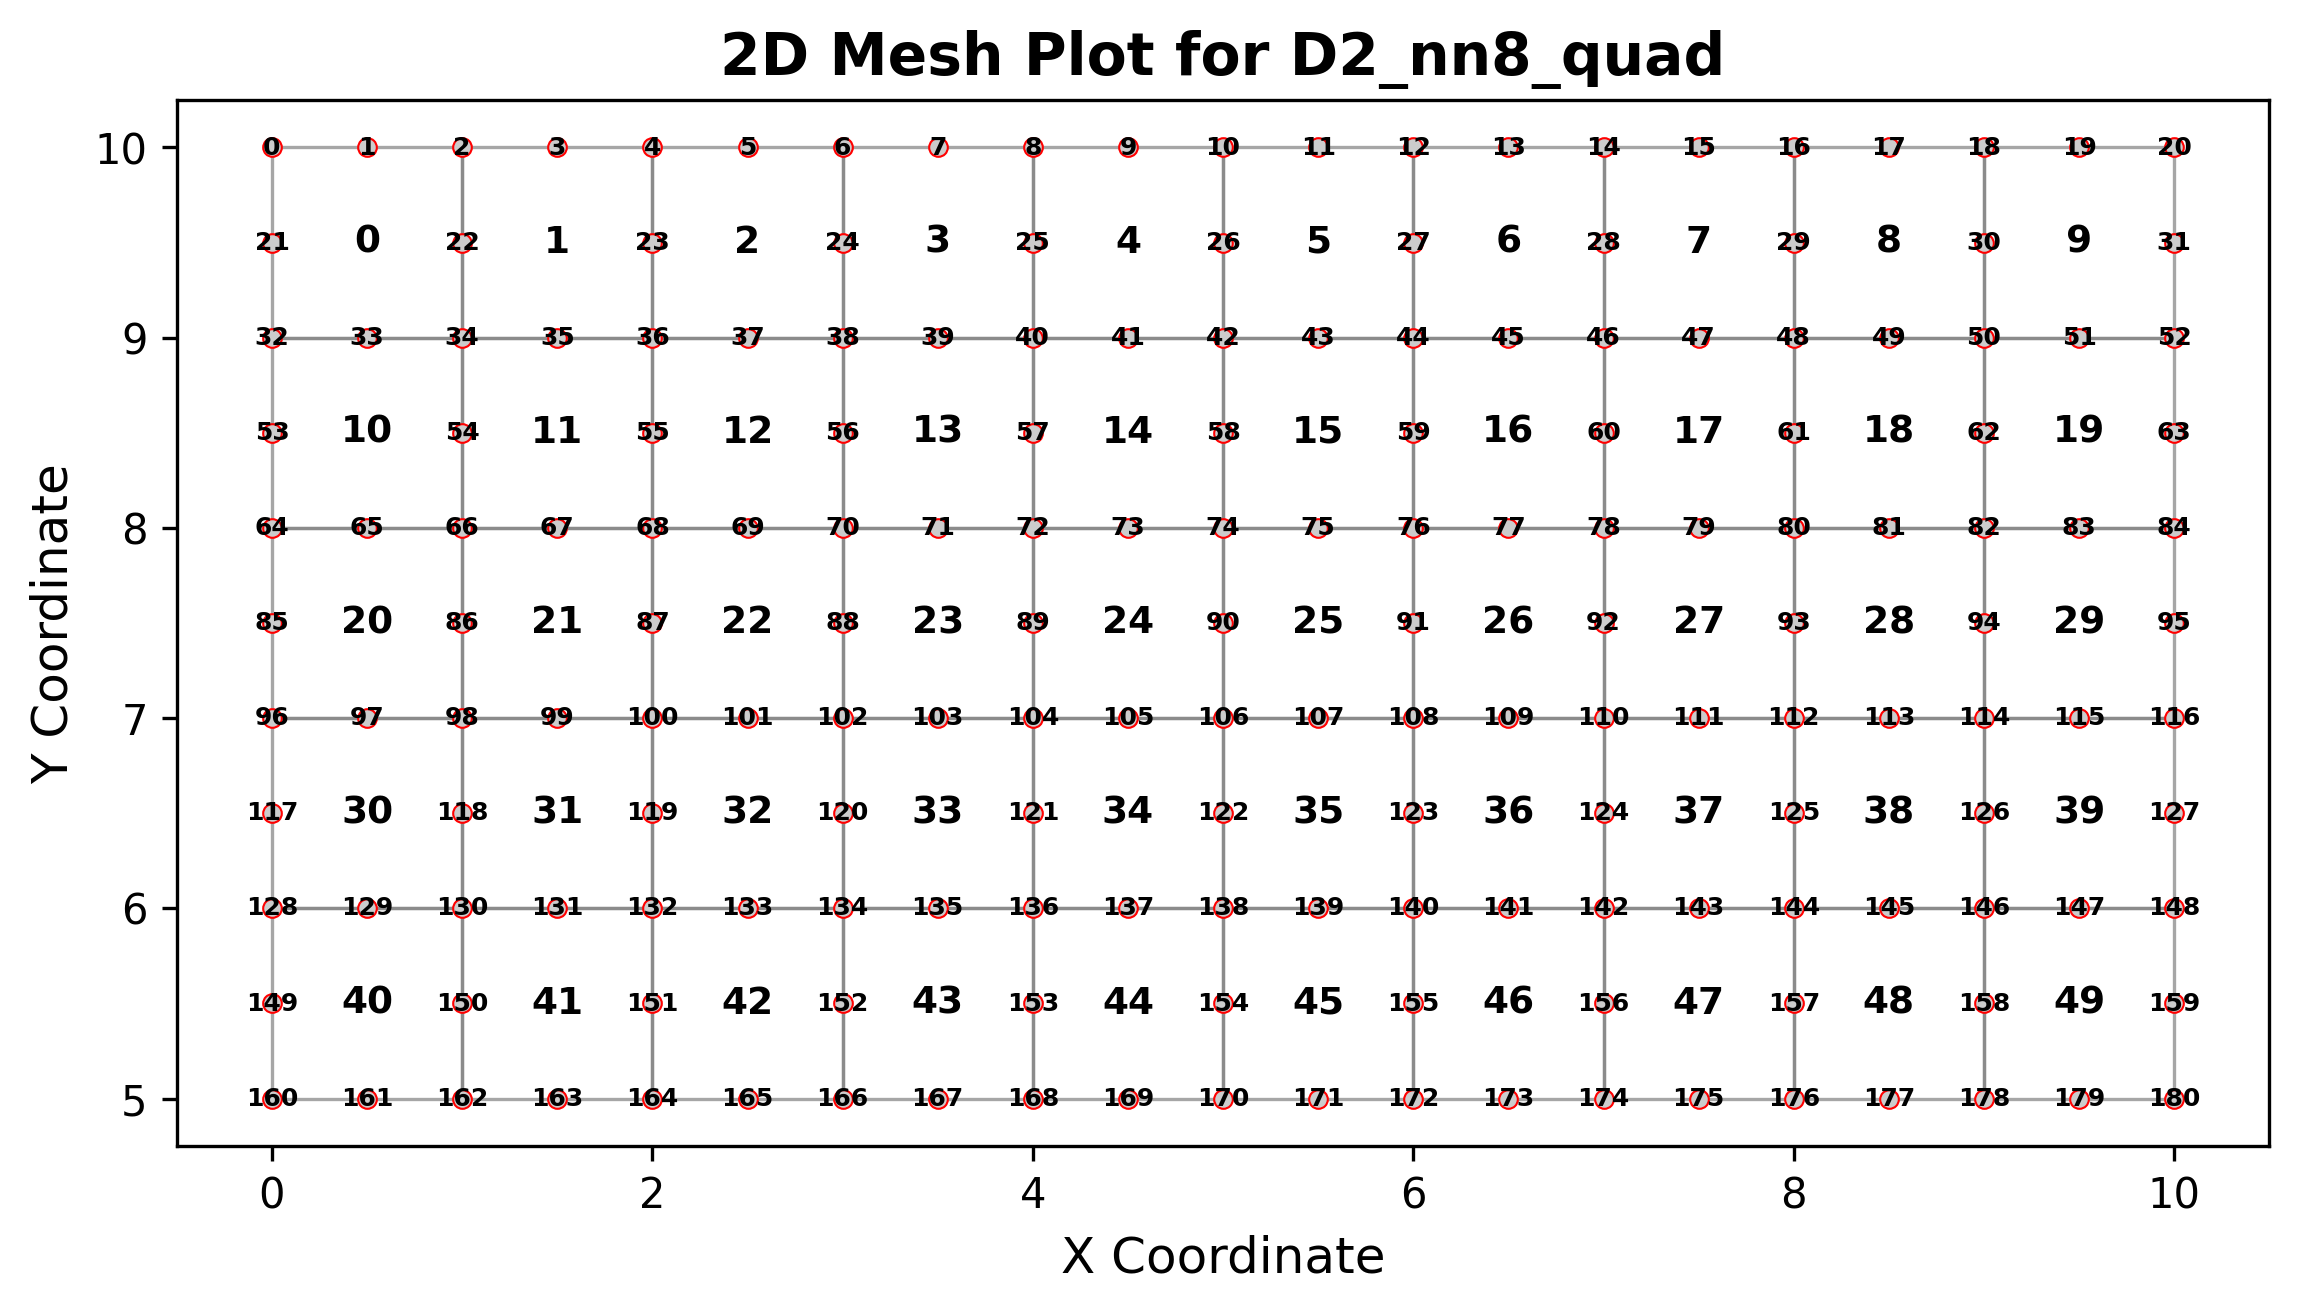 2D Mesh Plot for D2_nn8_quad
10 0 1 2 3 4 5 6 7 8 9 10 11 12 13 14 15 16 17 18 19 20
21 0 22 1 23 2 24 3 25 4 26 5 27 6 28 7 29 8 30 9 31
9 32 33 34 35 36 37 38 39 40 41 42 43 44 45 46 47 48 49 50 51 52
53 10 54 11 55 12 56 13 57 14 58 15 59 16 60 17 61 18 62 19 63
8 64 65 66 67 68 69 70 71 72 73 74 75 76 77 78 79 80 81 82 83 84
85 20 86 21 87 22 88 23 89 24 90 25 91 26 92 27 93 28 94 29 95
7 96 97 98 99 100 101 102 103 104 105 106 107 108 109 110 111 112 113 114 115 116
117 30 118 31 119 32 120 33 121 34 122 35 123 36 124 37 125 38 126 39 127
6 128 129 130 131 132 133 134 135 136 137 138 139 140 141 142 143 144 145 146 147 148
149 40 150 41 151 42 152 43 153 44 154 45 155 46 156 47 157 48 158 49 159
5 160 161 162 163 164 165 166 167 168 169 170 171 172 173 174 175 176 177 178 179 180
0 2 4 6 8 10
X Coordinate
Y Coordinate